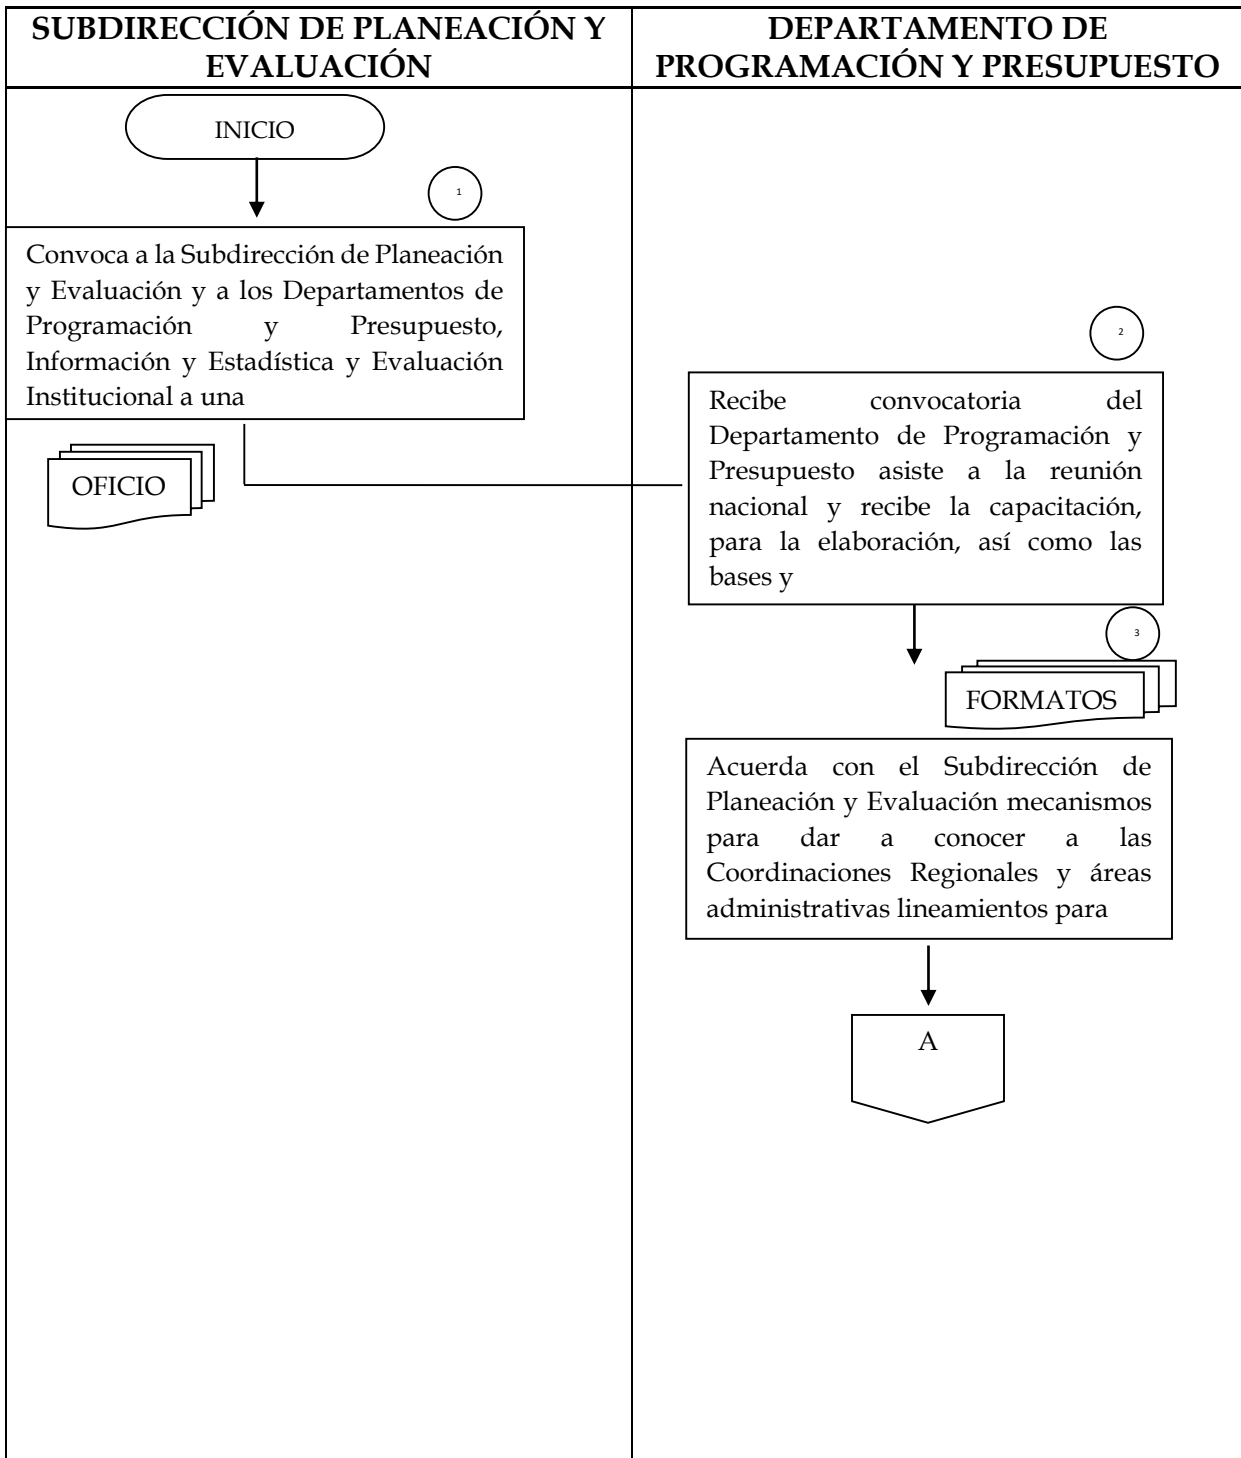 SUBDIRECCIÓN DE PLANEACIÓN Y
EVALUACIÓN
DEPARTAMENTO DE
PROGRAMACIÓN Y PRESUPUESTO
INICIO
1
Convoca a la Subdirección de Planeación
y Evaluación y a los Departamentos de
Programación y Presupuesto,
Información y Estadística y Evaluación
Institucional a una
OFICIO
2
Recibe convocatoria del
Departamento de Programación y
Presupuesto asiste a la reunión
nacional y recibe la capacitación,
para la elaboración, así como las
bases y
3
FORMATOS
Acuerda con el Subdirección de
Planeación y Evaluación mecanismos
para dar a conocer a las
Coordinaciones Regionales y áreas
administrativas lineamientos para
A